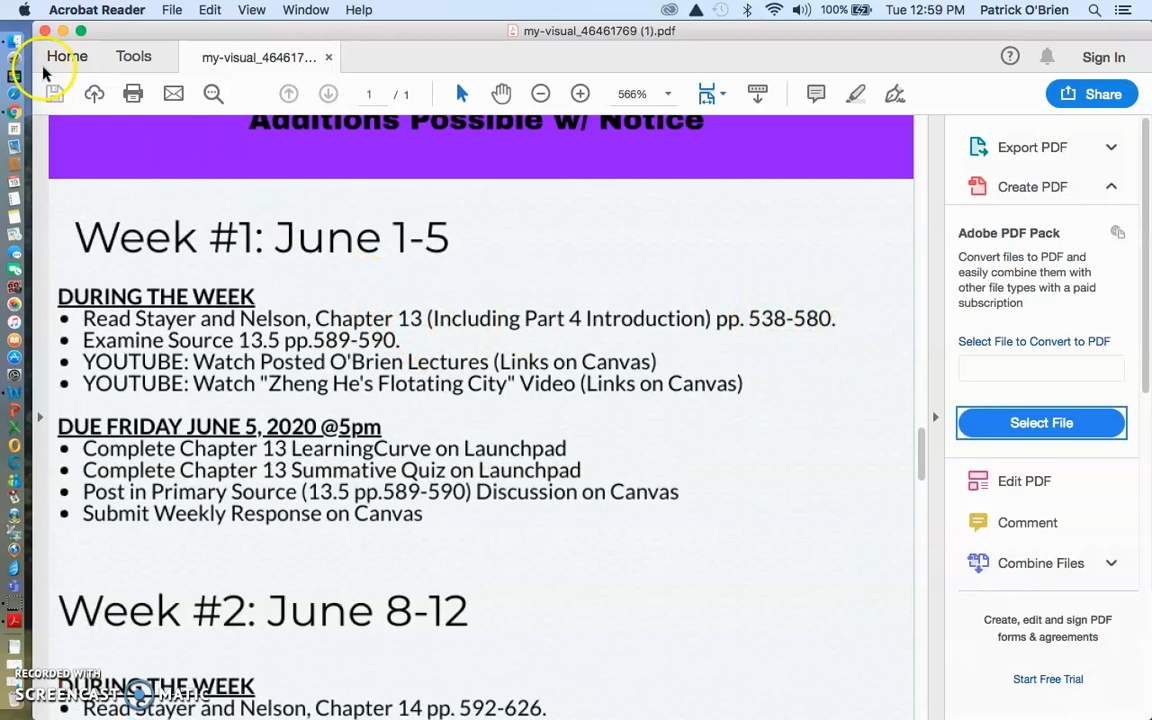 Acrobat Reader File Edit View Window Help 100% Tue 12:59 PM Patrick O'Brien
my-visual_46461769 (1).pdf
Home Tools my-visual_464617... × Sign In
1 / 1 566% Share
Additions Possible w/ Notice
Week #1: June 1-5
DURING THE WEEK
• Read Stayer and Nelson, Chapter 13 (Including Part 4 Introduction) pp. 538-580.
• Examine Source 13.5 pp.589-590.
• YOUTUBE: Watch Posted O'Brien Lectures (Links on Canvas)
• YOUTUBE: Watch "Zheng He's Flotating City" Video (Links on Canvas)
DUE FRIDAY JUNE 5, 2020 @5pm
• Complete Chapter 13 LearningCurve on Launchpad
• Complete Chapter 13 Summative Quiz on Launchpad
• Post in Primary Source (13.5 pp.589-590) Discussion on Canvas
• Submit Weekly Response on Canvas
Week #2: June 8-12
DURING THE WEEK
• Read Stayer and Nelson, Chapter 14 pp. 592-626.
Export PDF
Create PDF
Adobe PDF Pack
Convert files to PDF and
easily combine them with
other file types with a paid
subscription
Select File to Convert to PDF
Select File
Edit PDF
Comment
Combine Files
Create, edit and sign PDF
forms & agreements
Start Free Trial
RECORDED WITH
SCREENCAST MATIC